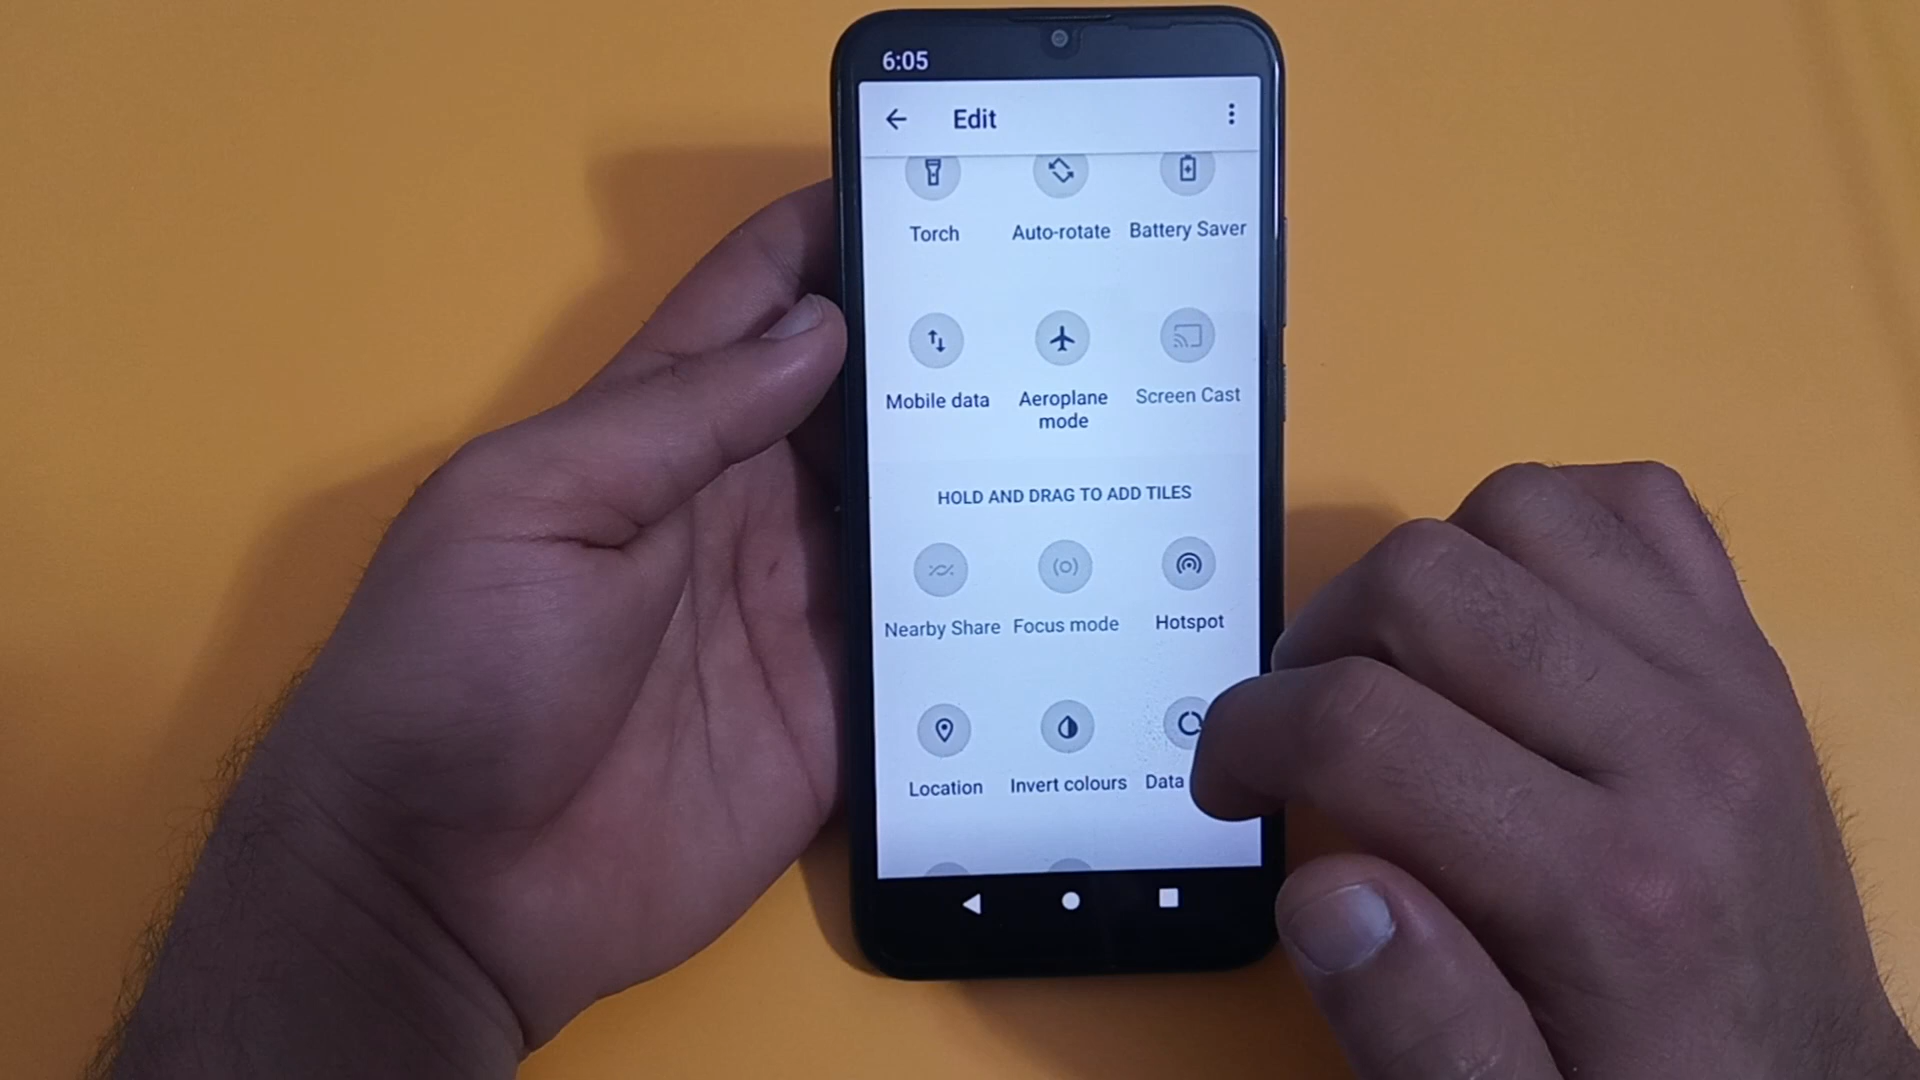 6:05
Edit
Torch Auto-rotate Battery Saver
Mobile data Aeroplane mode Screen Cast
HOLD AND DRAG TO ADD TILES
Nearby Share Focus mode Hotspot
Location Invert colours Data